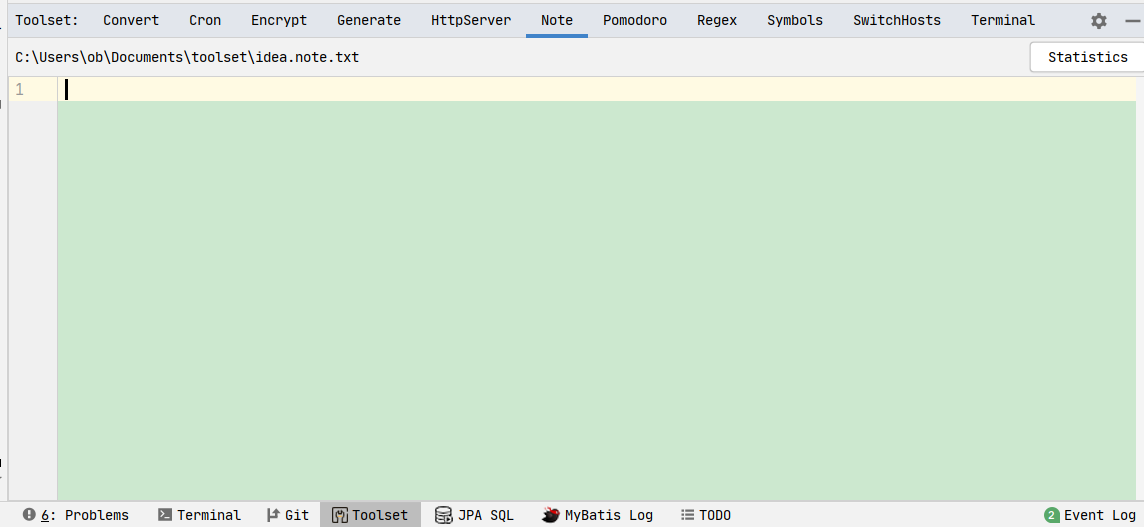 Toolset: Convert Cron Encrypt Generate HttpServer Note Pomodoro Regex Symbols SwitchHosts Terminal
C:\Users\ob\Documents\toolset\idea.note.txt Statistics
1
6: Problems Terminal Git Toolset JPA SQL MyBatis Log TODO 2 Event Log